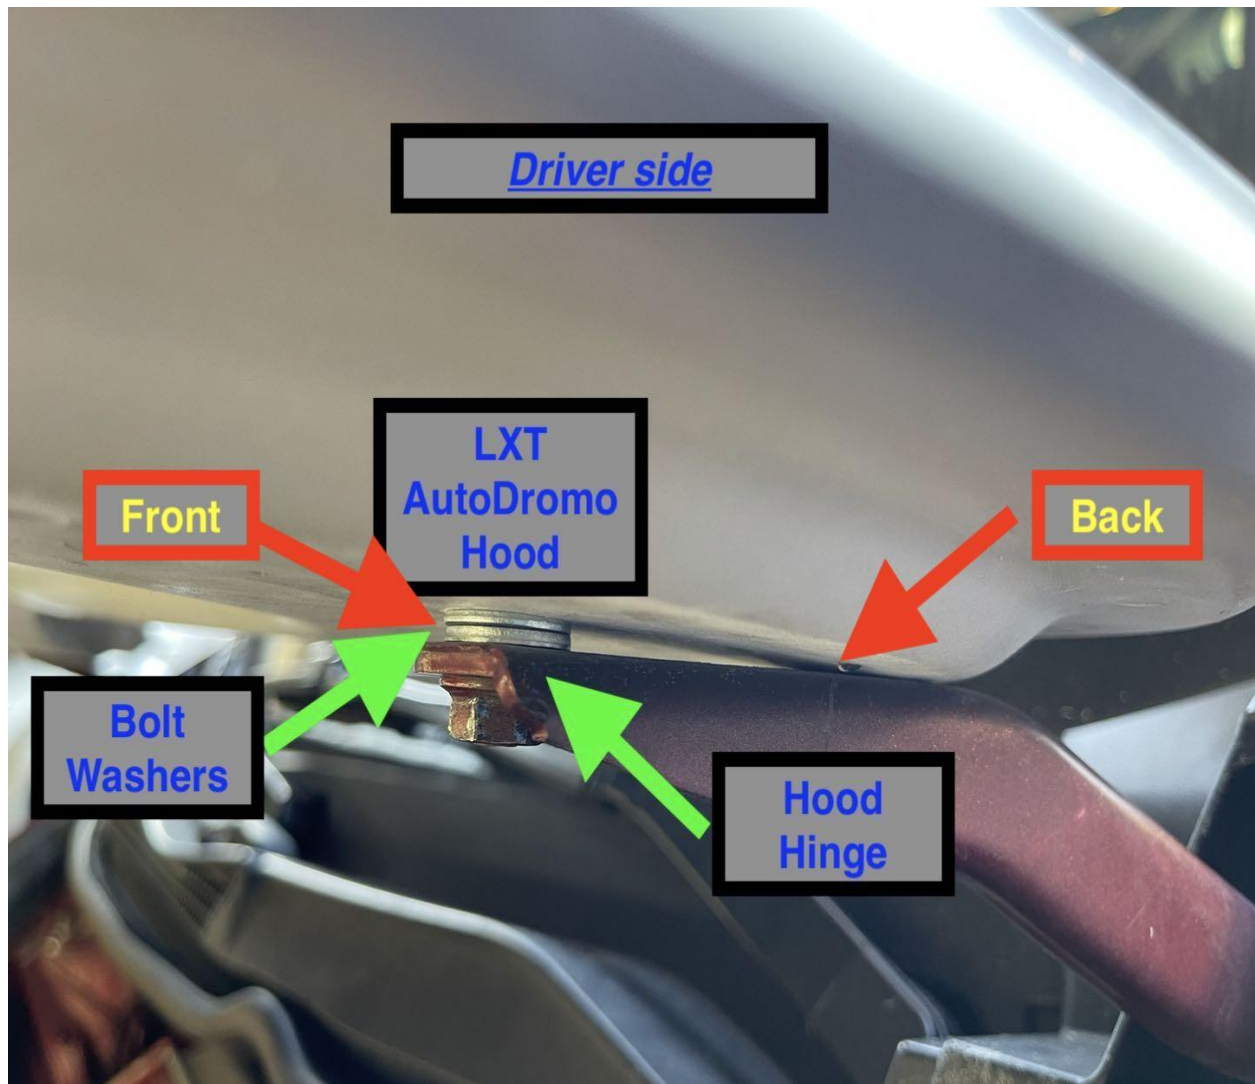 Driver side
LXT
AutoDromo
Hood
Front
Back
Bolt
Washers
Hood
Hinge